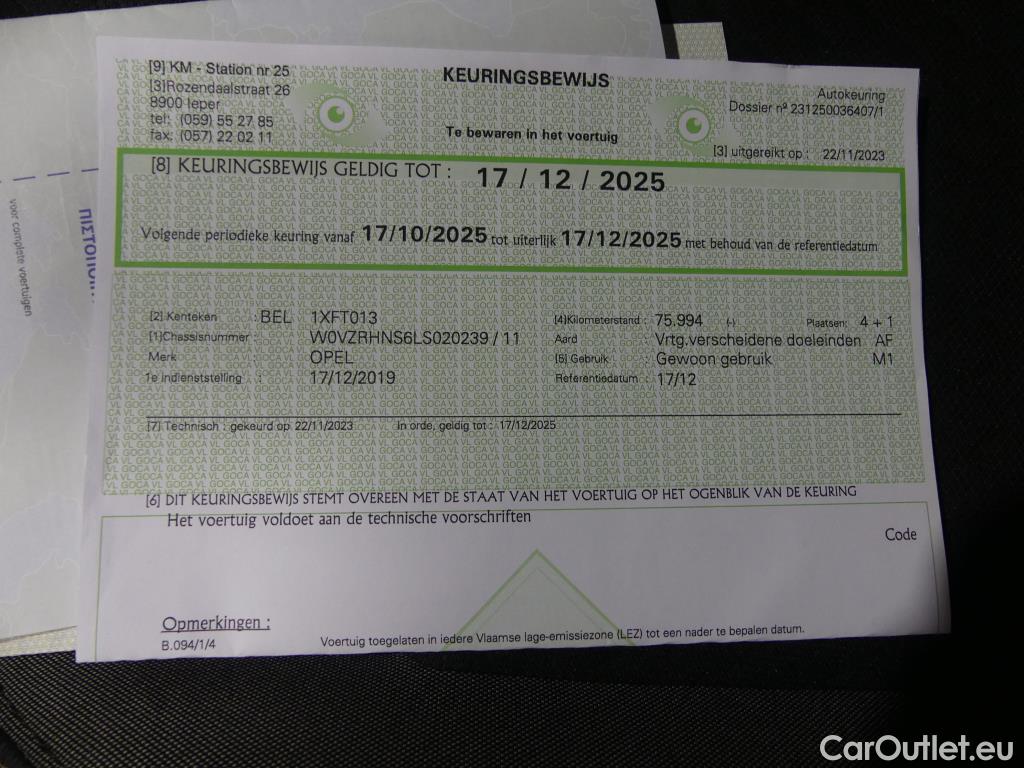 [9] KM - Station nr 25
[3]Rozendaalstraat 26
8900 Ieper
tel: (059) 55 27 85
fax: (057) 22 02 11
KEURINGSBEWIJS
Te bewaren in het voertuig
Autokeuring
Dossier nº 231250036407/1
[3] uitgereikt op : 22/11/2023
[8] KEURINGSBEWIJS GELDIG TOT : 17 / 12 / 2025
Volgende periodieke keuring vanaf 17/10/2025 tot uiterlijk 17/12/2025 met behoud van de referentiedatum
[2] Kenteken : BEL 1XFT013
[1]Chassisnummer : W0VZRHNS6LS020239 / 11
Merk : OPEL
1e indienststelling : 17/12/2019
[4]Kilometerstand : 75.994 (-) Plaatsen: 4 + 1
Aard : Vrtg.verscheidene doeleinden AF
[5] Gebruik : Gewoon gebruik M1
Referentiedatum : 17/12
[7] Technisch : gekeurd op 22/11/2023 In orde, geldig tot : 17/12/2025
[6] DIT KEURINGSBEWIJS STEMT OVEREEN MET DE STAAT VAN HET VOERTUIG OP HET OGENBLIK VAN DE KEURING
Het voertuig voldoet aan de technische voorschriften
Code
Opmerkingen :
B.094/1/4
Voertuig toegelaten in iedere Vlaamse lage-emissiezone (LEZ) tot een nader te bepalen datum.
voor complete voertuigen
CarOutlet.eu